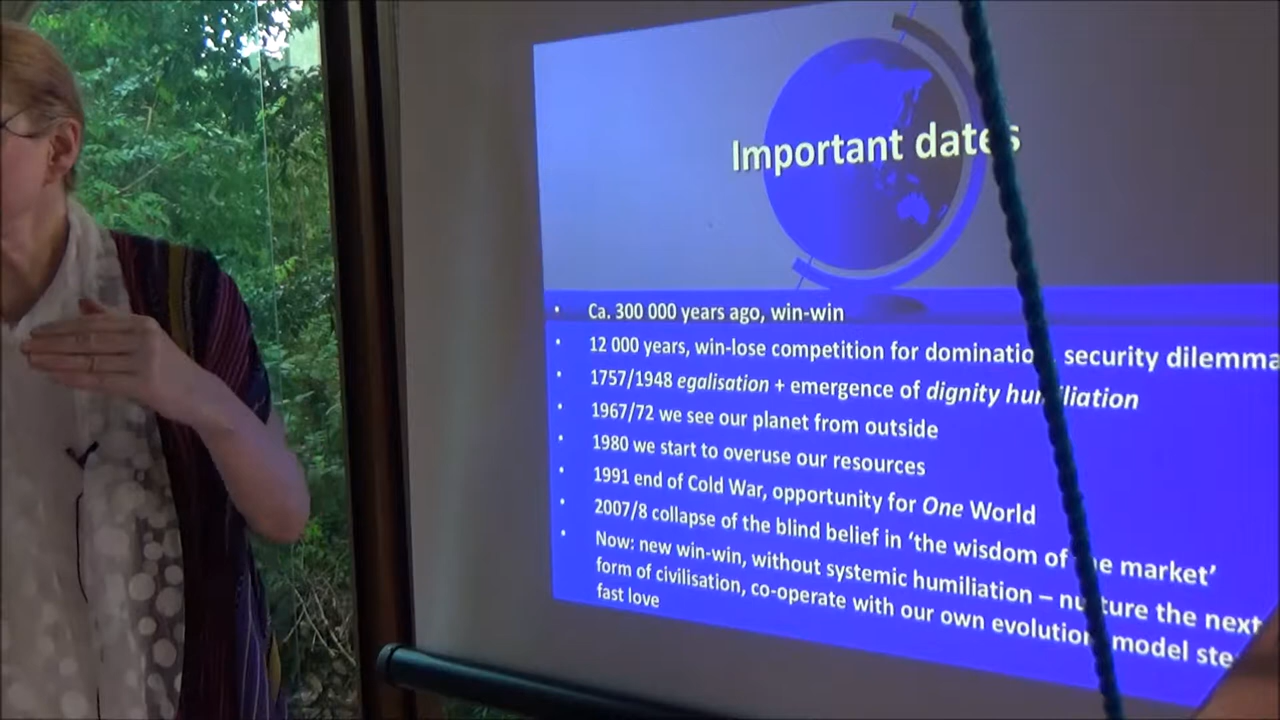 Important dates
• Ca. 300 000 years ago, win-win
• 12 000 years, win-lose competition for dominatio security dilemma
• 1757/1948 egalisation + emergence of dignity hu liation
• 1967/72 we see our planet from outside
• 1980 we start to overuse our resources
• 1991 end of Cold War, opportunity for One World
• 2007/8 collapse of the blind belief in ‘the wisdom of e market’
• Now: new win-win, without systemic humiliation – nu ture the next
form of civilisation, co-operate with our own evolution model ste
fast love